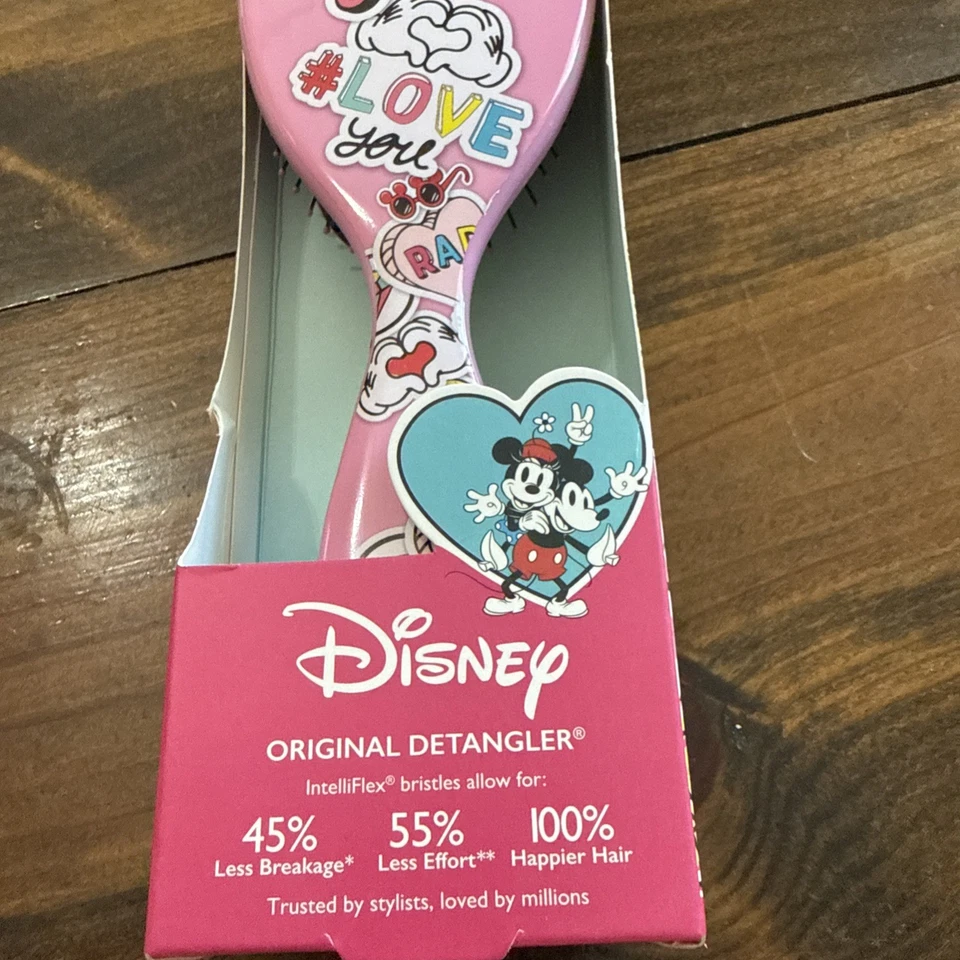 #LOVE
you
DISNEY
ORIGINAL DETANGLER®
IntelliFlex® bristles allow for:
45% 55% 100%
Less Breakage* Less Effort** Happier Hair
Trusted by stylists, loved by millions